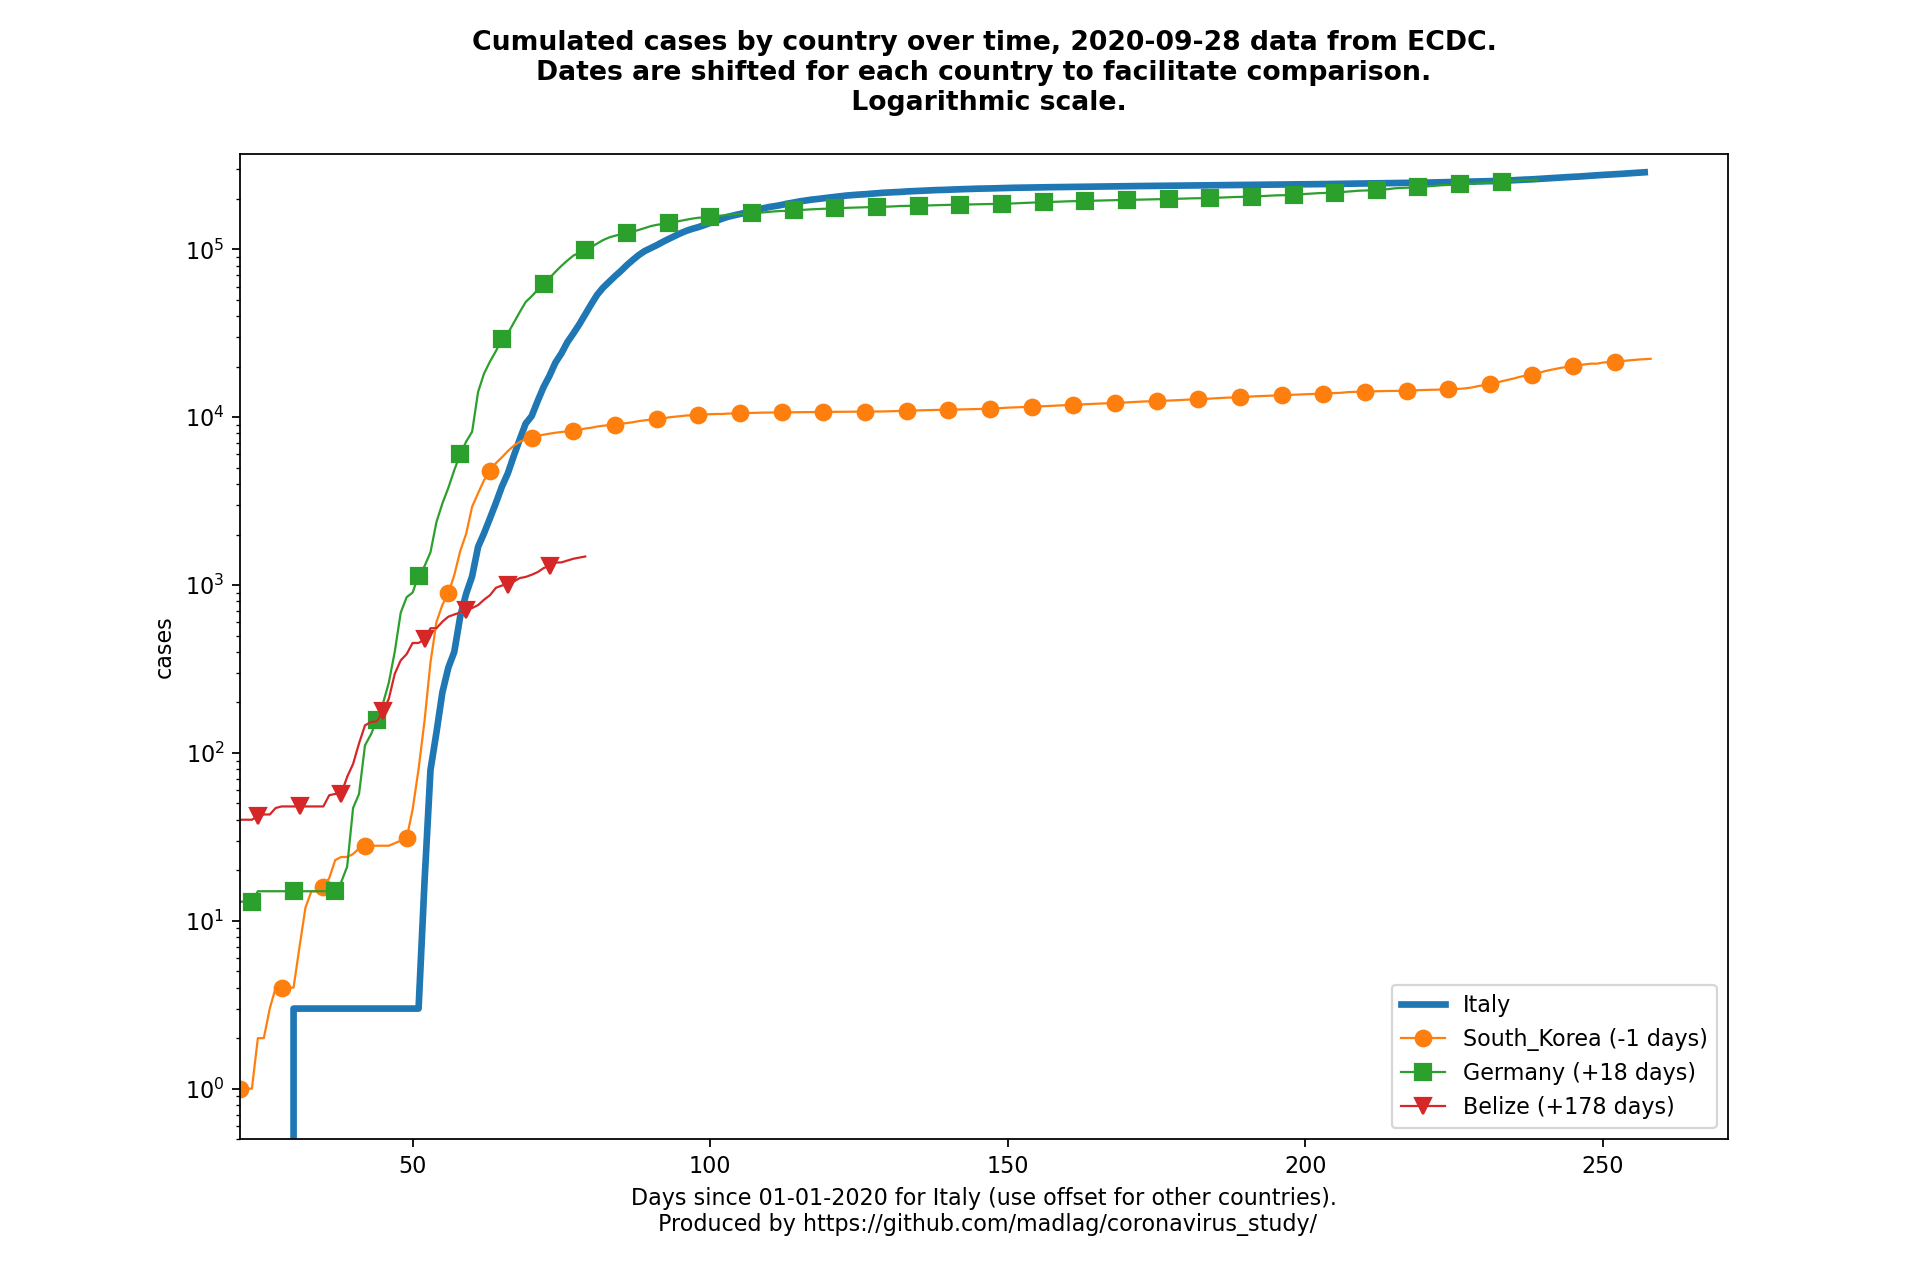 Cumulated cases by country over time, 2020-09-28 data from ECDC.
Dates are shifted for each country to facilitate comparison.
Logarithmic scale.
10^5
10^4
10^3
10^2
10^1
10^0
cases
Italy
South_Korea (-1 days)
Germany (+18 days)
Belize (+178 days)
50 100 150 200 250
Days since 01-01-2020 for Italy (use offset for other countries).
Produced by https://github.com/madlag/coronavirus_study/